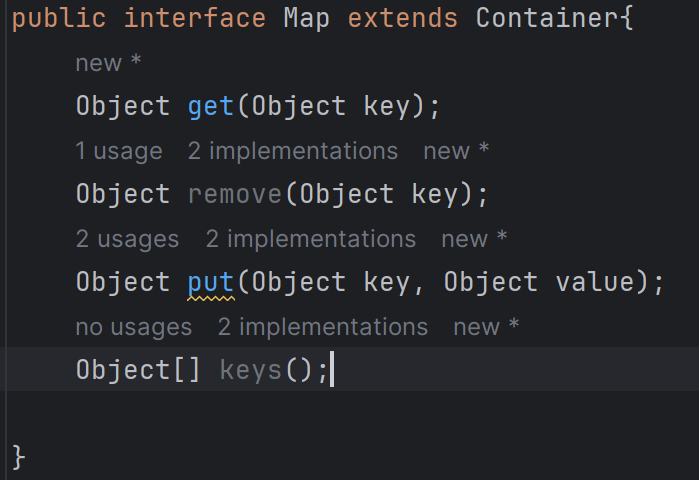 public interface Map extends Container{
new *
Object get(Object key);
1 usage 2 implementations new *
Object remove(Object key);
2 usages 2 implementations new *
Object put(Object key, Object value);
no usages 2 implementations new *
Object[] keys();
}